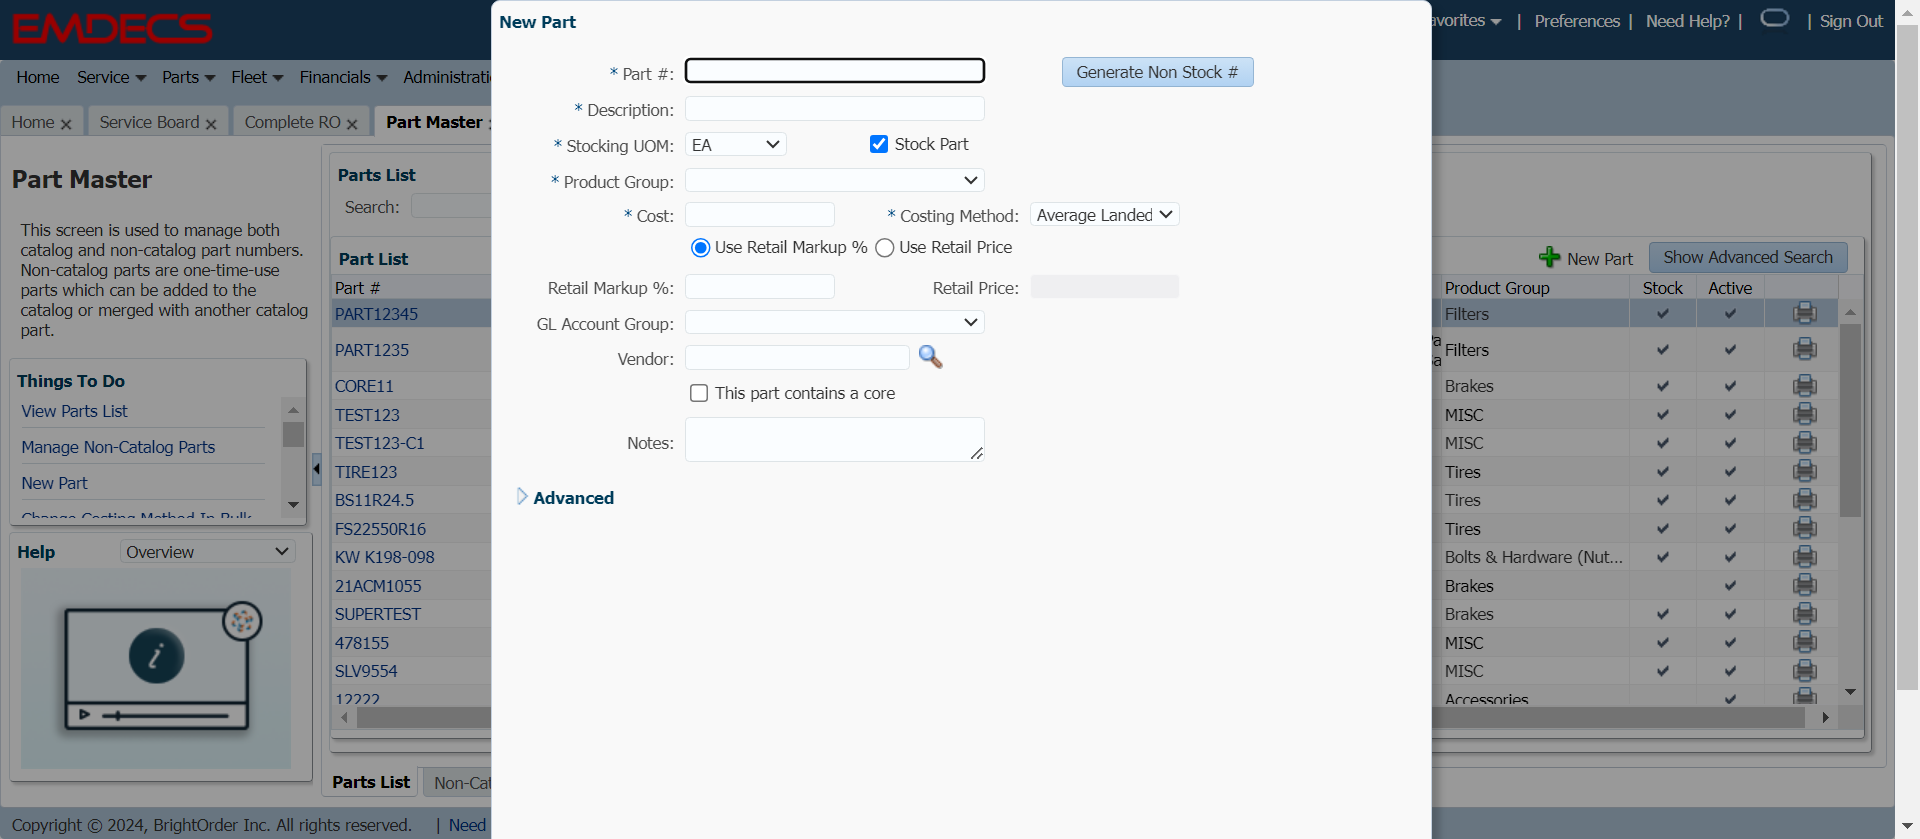 EMDECS
avorites | Preferences | Need Help? | | Sign Out
Home Service Parts Fleet Financials Administrati
Home Service Board Complete RO Part Master
Part Master
This screen is used to manage both
catalog and non-catalog part numbers.
Non-catalog parts are one-time-use
parts which can be added to the
catalog or merged with another catalog
part.
Things To Do
View Parts List
Manage Non-Catalog Parts
New Part
Change Costing Method In Bulk
Help Overview
Parts List
Search:
Part List
Part #
PART12345
PART1235
CORE11
TEST123
TEST123-C1
TIRE123
BS11R24.5
FS22550R16
KW K198-098
21ACM1055
SUPERTEST
478155
SLV9554
12222
Parts List Non-Cat
New Part
* Part #: Generate Non Stock #
* Description:
* Stocking UOM: EA Stock Part
* Product Group:
* Cost: * Costing Method: Average Landed
Use Retail Markup % Use Retail Price
Retail Markup %: Retail Price:
GL Account Group:
Vendor:
This part contains a core
Notes:
Advanced
New Part Show Advanced Search
Product Group Stock Active
Filters
Pa
Ba
Filters
Brakes
MISC
MISC
Tires
Tires
Tires
Bolts & Hardware (Nut...
Brakes
Brakes
MISC
MISC
Accessories
Copyright © 2024, BrightOrder Inc. All rights reserved. | Need